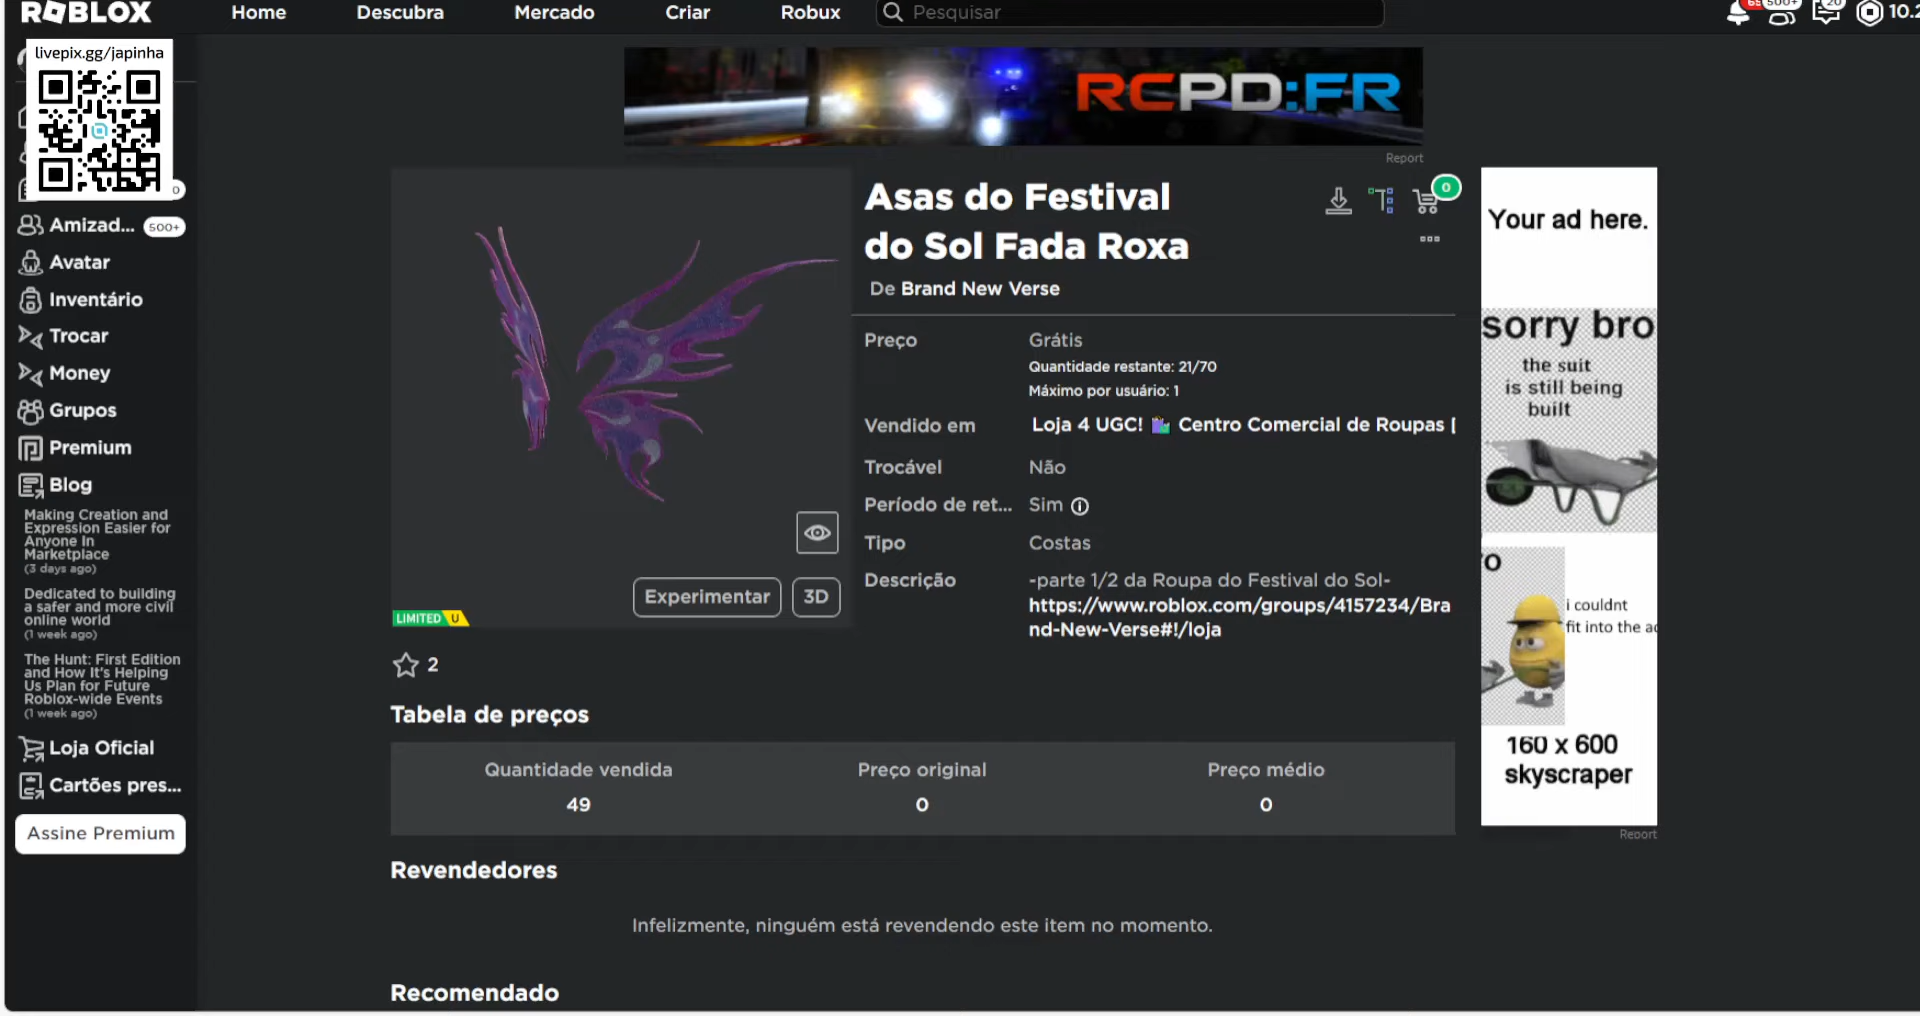 ROBLOX
Home
Descubra
Mercado
Criar
Robux
Pesquisar
500+
20
livepix.gg/japinha
RCPD:FR
Report
Amizad... 500+
Avatar
Inventário
Trocar
Money
Grupos
Premium
Blog
Making Creation and
Expression Easier for
Anyone In
Marketplace
(3 days ago)
Dedicated to building
a safer and more civil
online world
(1 week ago)
The Hunt: First Edition
and How It's Helping
Us Plan for Future
Roblox-wide Events
(1 week ago)
Loja Oficial
Cartões pres...
Assine Premium
Asas do Festival
do Sol Fada Roxa
0
De Brand New Verse
Preço Grátis
Quantidade restante: 21/70
Máximo por usuário: 1
Vendido em Loja 4 UGC! 🛍️ Centro Comercial de Roupas [
Trocável Não
Período de ret... Sim
Tipo Costas
Descrição -parte 1/2 da Roupa do Festival do Sol-
https://www.roblox.com/groups/4157234/Bra
nd-New-Verse#!/loja
Experimentar
3D
LIMITED U
2
Tabela de preços
Quantidade vendida Preço original Preço médio
49 0 0
Revendedores
Infelizmente, ninguém está revendendo este item no momento.
Recomendado
Your ad here.
sorry bro
the suit
is still being
built
i couldnt
fit into the
160 x 600
skyscraper
Report